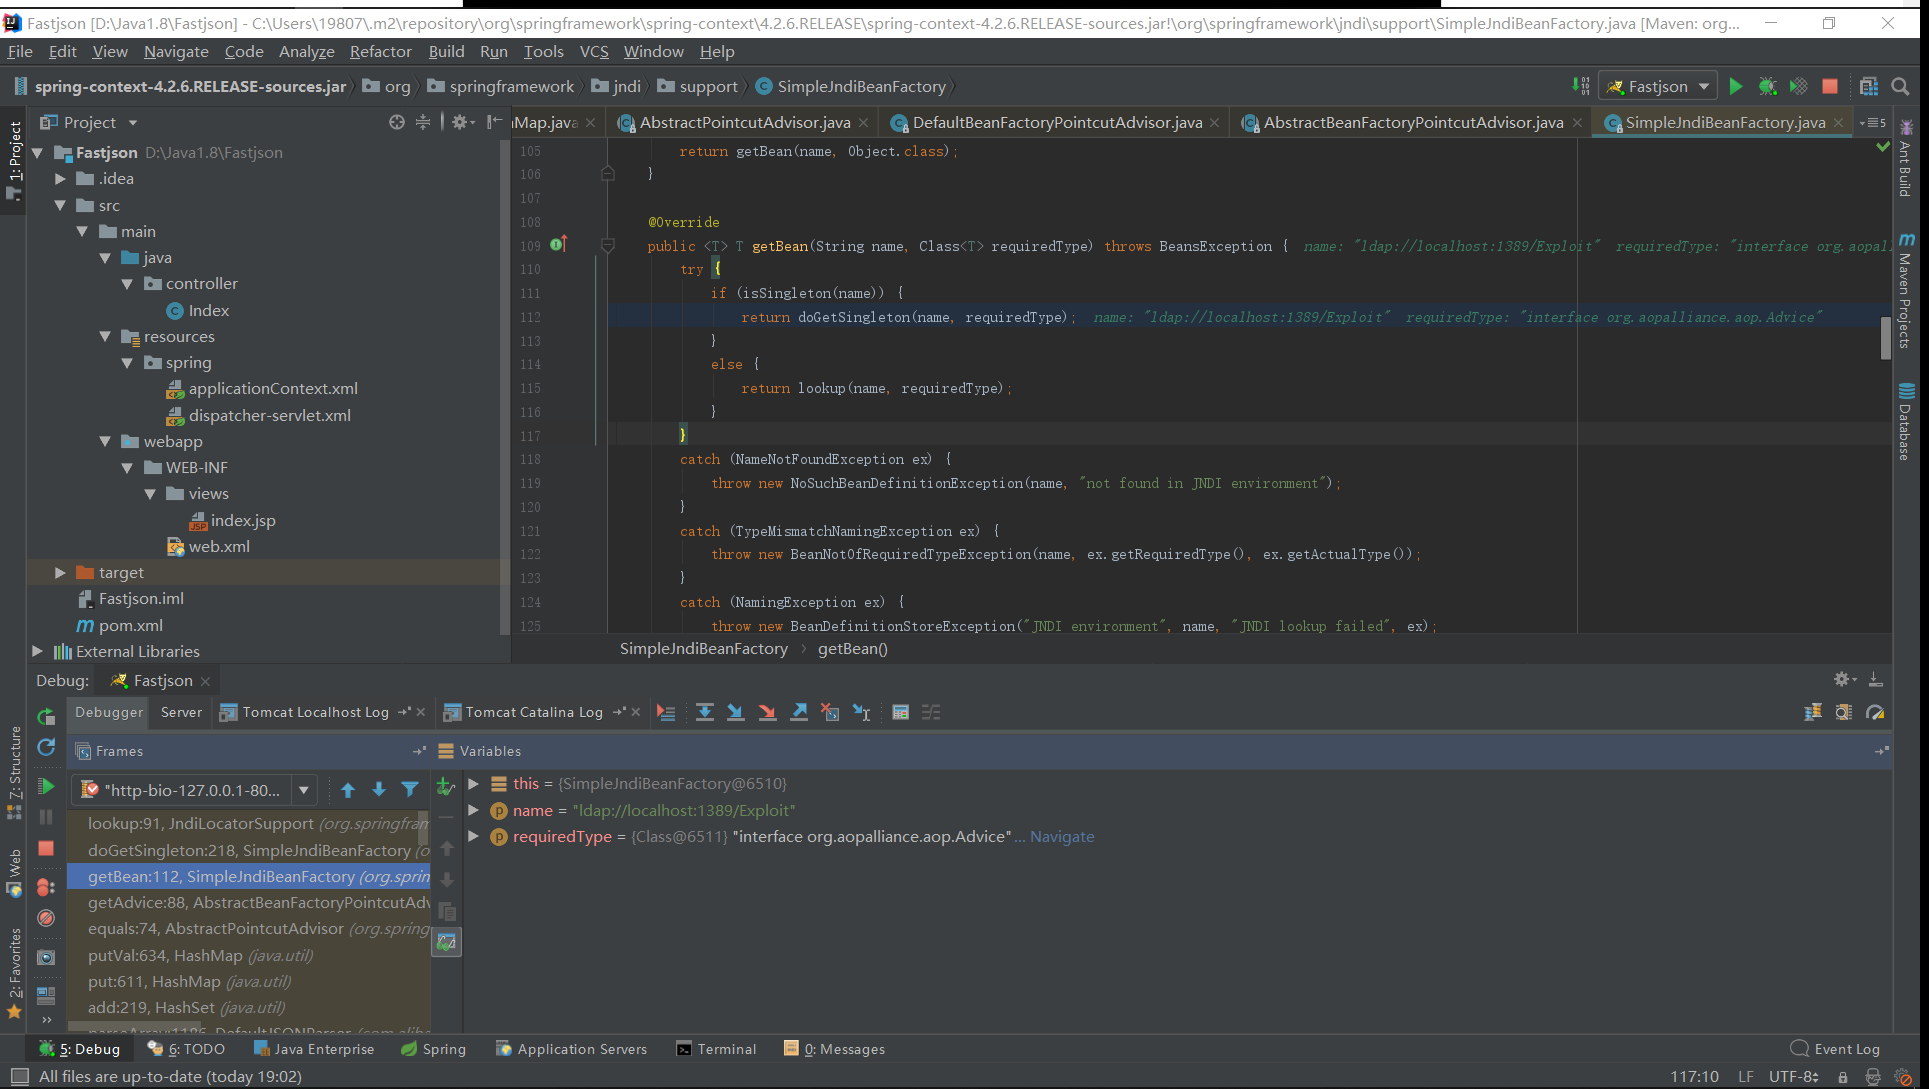 Fastjson [D:\Java1.8\Fastjson] - C:\Users\19807\.m2\repository\org\springframework\spring-context\4.2.6.RELEASE\spring-context-4.2.6.RELEASE-sources.jar!\org\springframework\jndi\support\SimpleJndiBeanFactory.java [Maven: org...
File Edit View Navigate Code Analyze Refactor Build Run Tools VCS Window Help
spring-context-4.2.6.RELEASE-sources.jar org springframework jndi support SimpleJndiBeanFactory Fastjson
Project nMap.java AbstractPointcutAdvisor.java DefaultBeanFactoryPointcutAdvisor.java AbstractBeanFactoryPointcutAdvisor.java SimpleJndiBeanFactory.java 5
1: Project
Z: Structure
Web
2: Favorites
Fastjson D:\Java1.8\Fastjson
.idea
src
main
java
controller
Index
resources
spring
applicationContext.xml
dispatcher-servlet.xml
webapp
WEB-INF
views
index.jsp
web.xml
target
Fastjson.iml
pom.xml
External Libraries
105 return getBean(name, Object.class);
106 }
107
108 @Override
109 public <T> T getBean(String name, Class<T> requiredType) throws BeansException { name: "ldap://localhost:1389/Exploit" requiredType: "interface org.aopall
110 try {
111 if (isSingleton(name)) {
112 return doGetSingleton(name, requiredType); name: "ldap://localhost:1389/Exploit" requiredType: "interface org.aopalliance.aop.Advice"
113 }
114 else {
115 return lookup(name, requiredType);
116 }
117 }
118 catch (NameNotFoundException ex) {
119 throw new NoSuchBeanDefinitionException(name, "not found in JNDI environment");
120 }
121 catch (TypeMismatchNamingException ex) {
122 throw new BeanNotOfRequiredTypeException(name, ex.getRequiredType(), ex.getActualType());
123 }
124 catch (NamingException ex) {
125 throw new BeanDefinitionStoreException("JNDI environment", name, "JNDI lookup failed", ex);
SimpleJndiBeanFactory getBean()
Ant Build
Maven Projects
Database
Debug: Fastjson
Debugger Server Tomcat Localhost Log Tomcat Catalina Log
Frames Variables
"http-bio-127.0.0.1-80...
lookup:91, JndiLocatorSupport (org.springfram
doGetSingleton:218, SimpleJndiBeanFactory (o
getBean:112, SimpleJndiBeanFactory (org.sprin
getAdvice:88, AbstractBeanFactoryPointcutAdv
equals:74, AbstractPointcutAdvisor (org.spring
putVal:634, HashMap (java.util)
put:611, HashMap (java.util)
add:219, HashSet (java.util)
parseArray:1186, DefaultJSONParser (com.aliba
this = {SimpleJndiBeanFactory@6510}
name = "ldap://localhost:1389/Exploit"
requiredType = {Class@6511} "interface org.aopalliance.aop.Advice"... Navigate
5: Debug 6: TODO Java Enterprise Spring Application Servers Terminal 0: Messages Event Log
All files are up-to-date (today 19:02) 117:10 LF UTF-8